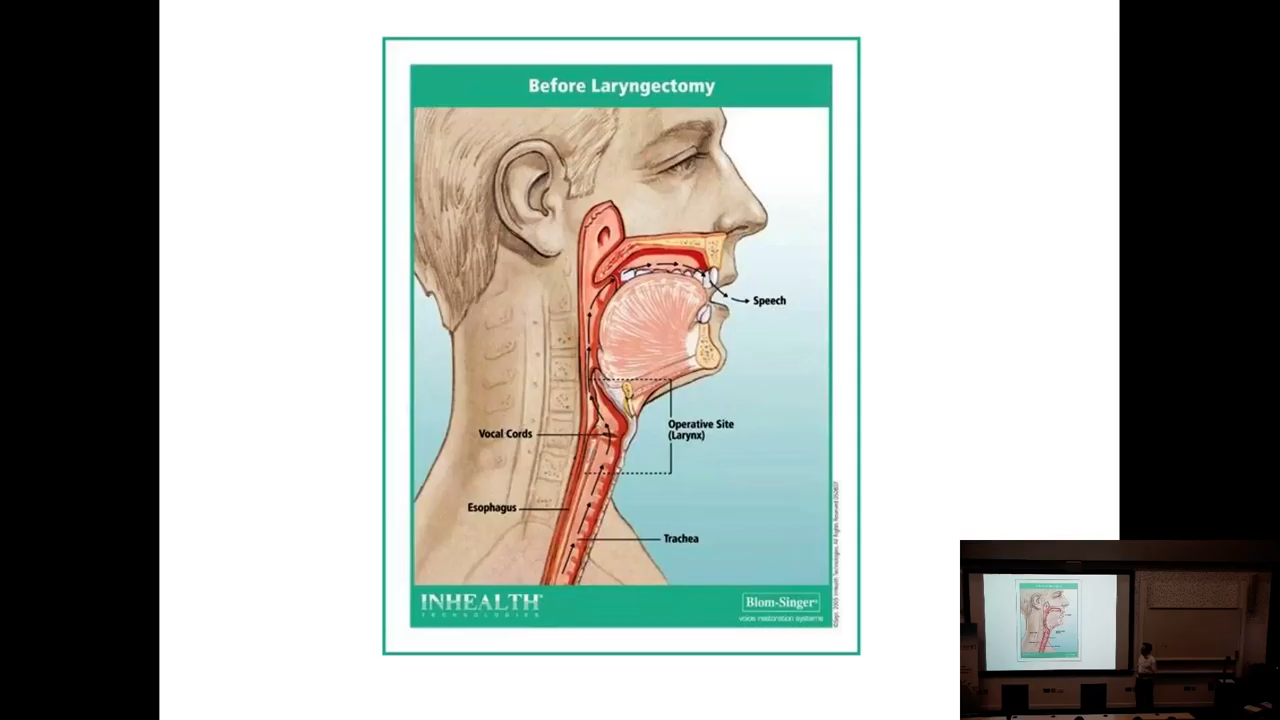 Before Laryngectomy
Speech
Operative Site
(Larynx)
Vocal Cords
Esophagus
Trachea
INHEALTH
TECHNOLOGIES
Blom-Singer®
voice restoration systems